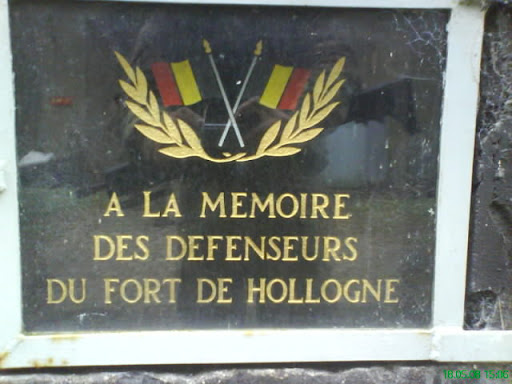 A LA MEMOIRE
DES DEFENSEURS
DU FORT DE HOLLOGNE